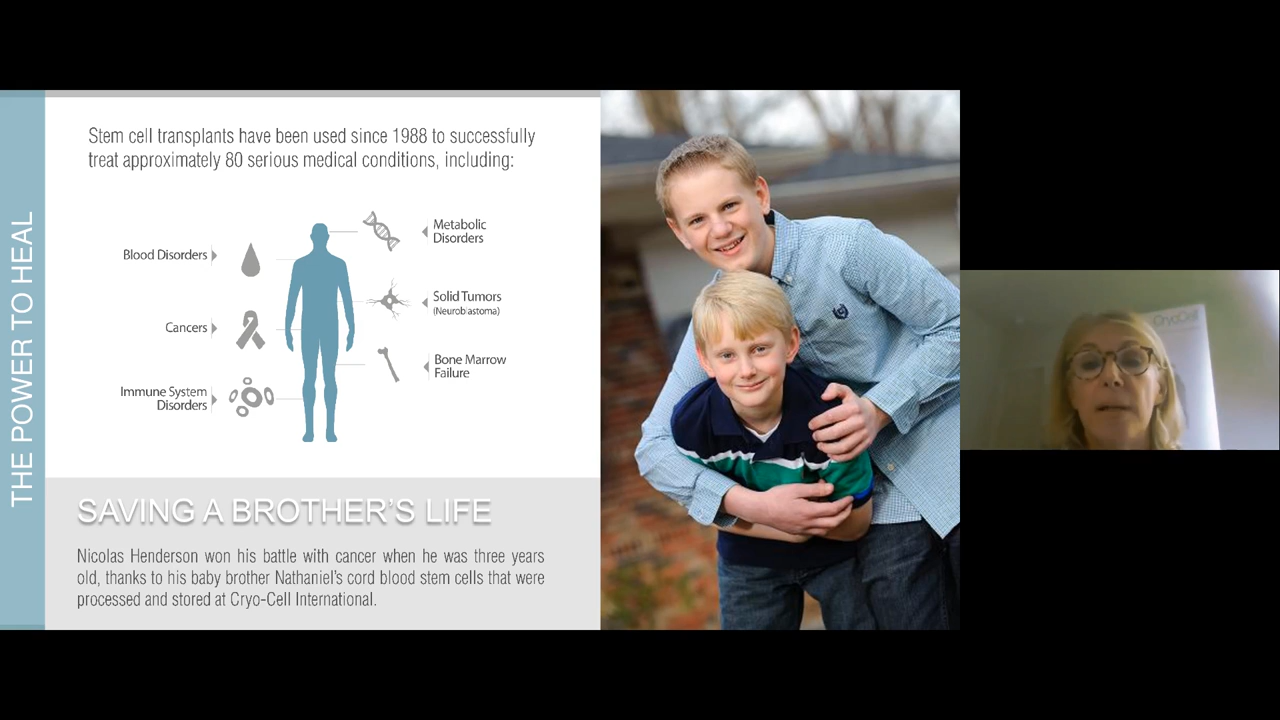 THE POWER TO HEAL
Stem cell transplants have been used since 1988 to successfully
treat approximately 80 serious medical conditions, including:
Blood Disorders
Cancers
Immune System
Disorders
Metabolic
Disorders
Solid Tumors
(Neuroblastoma)
Bone Marrow
Failure
SAVING A BROTHER'S LIFE
Nicolas Henderson won his battle with cancer when he was three years
old, thanks to his baby brother Nathaniel's cord blood stem cells that were
processed and stored at Cryo-Cell International.